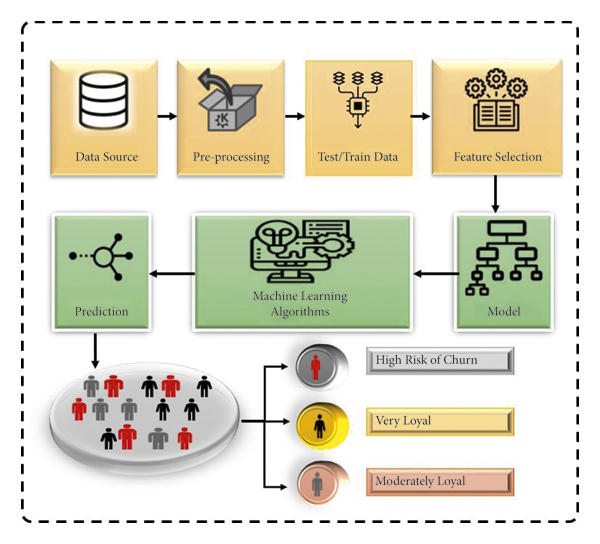 Data Source
Pre-processing
Test/Train Data
Feature Selection
Prediction
Machine Learning
Algorithms
Model
High Risk of Churn
Very Loyal
Moderately Loyal